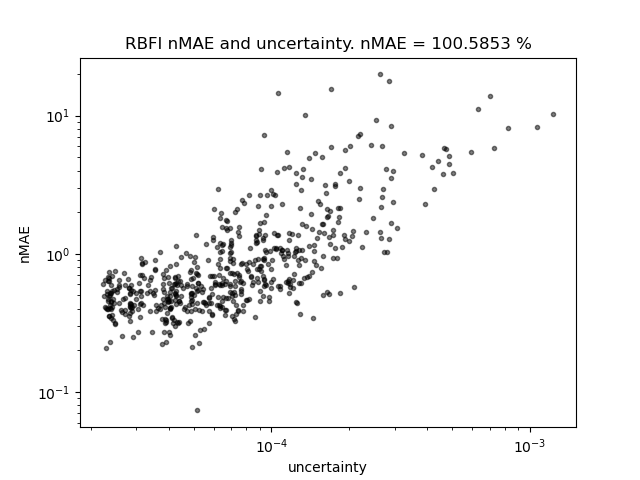 RBFI nMAE and uncertainty. nMAE = 100.5853 %
nMAE
10¹
10⁰
10⁻¹
10⁻⁴
10⁻³
uncertainty